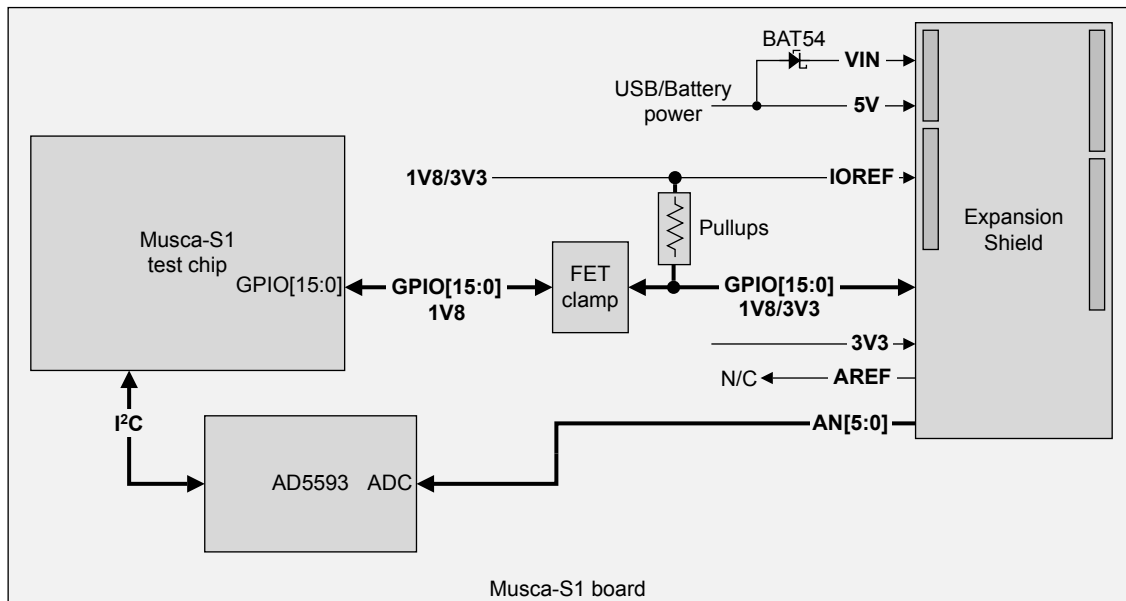 BAT54
VIN
USB/Battery
power
5V
1V8/3V3
IOREF
Musca-S1
test chip
Pullups
Expansion
Shield
GPIO[15:0]
GPIO[15:0]
1V8
FET
clamp
GPIO[15:0]
1V8/3V3
3V3
N/C
AREF
I²C
AN[5:0]
AD5593
ADC
Musca-S1 board